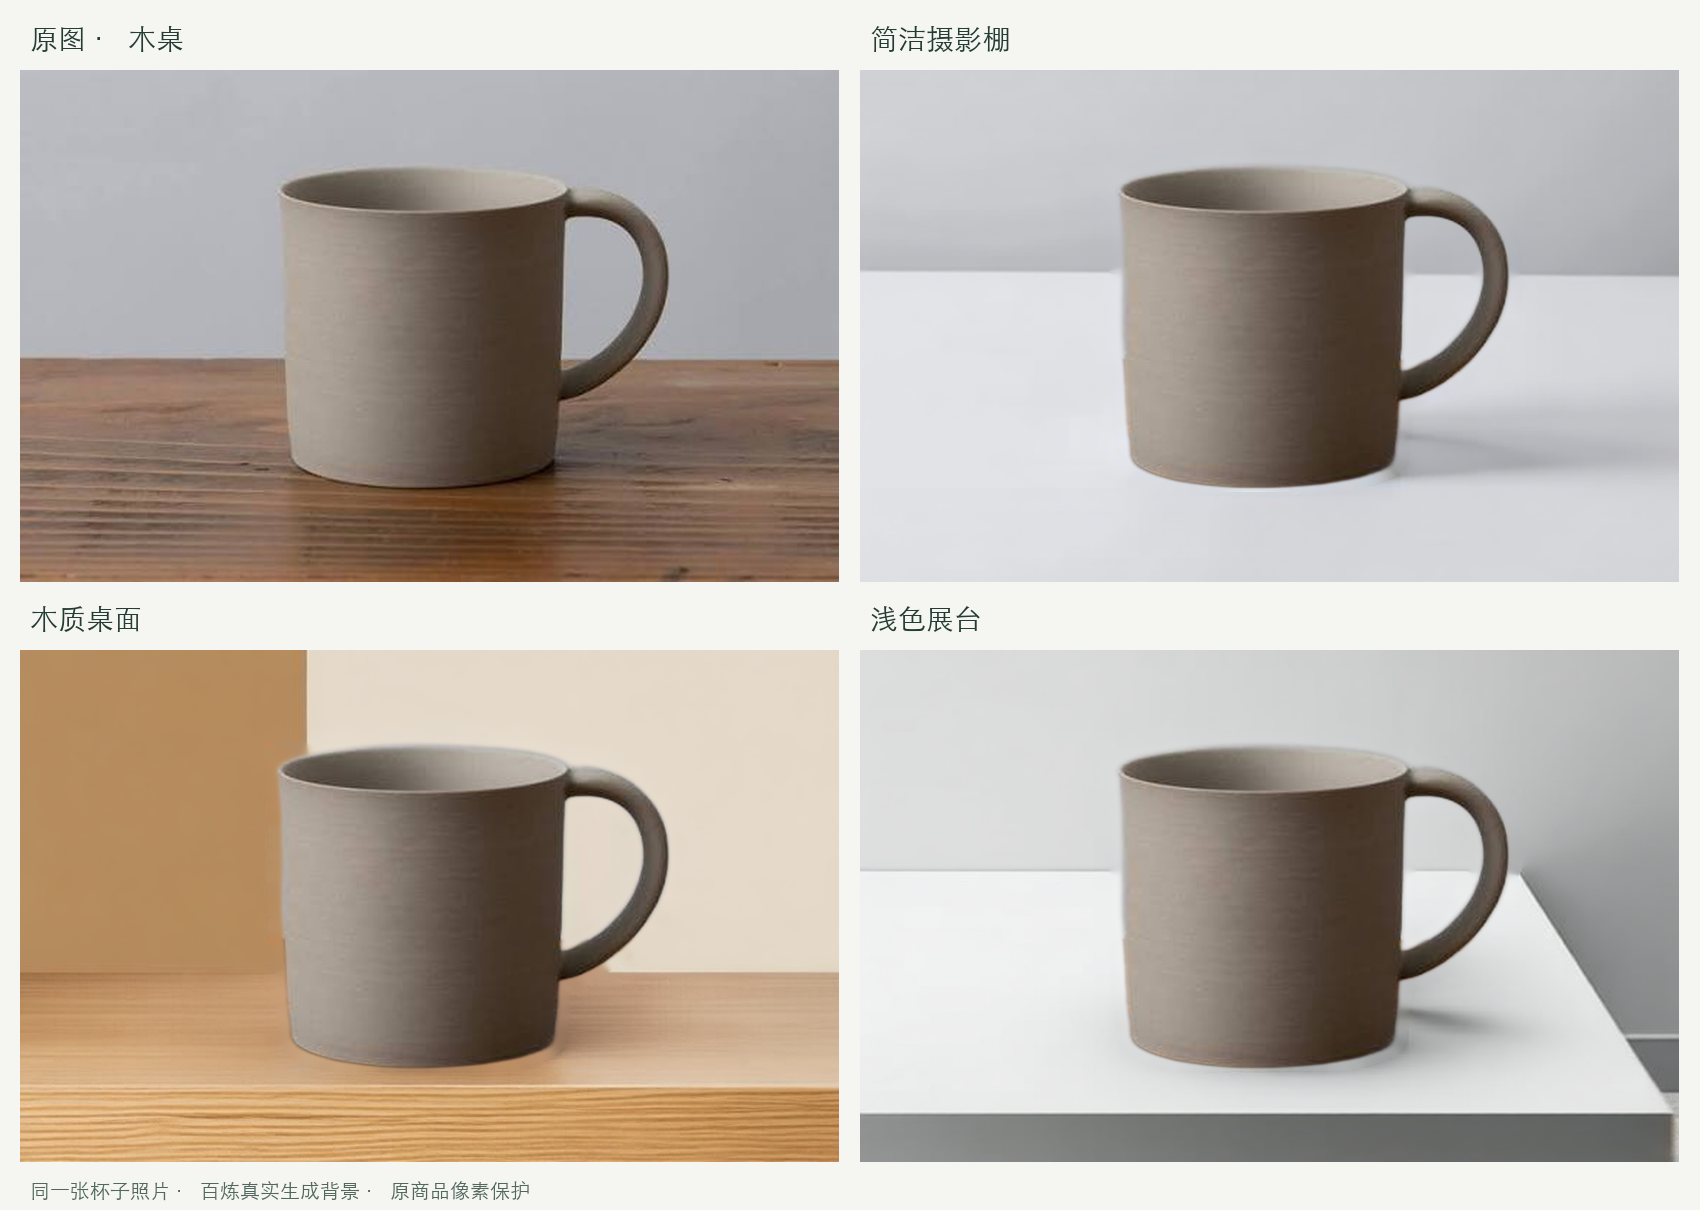 原图 · 木桌
简洁摄影棚
木质桌面
浅色展台
同一张杯子照片 · 百炼真实生成背景 · 原商品像素保护